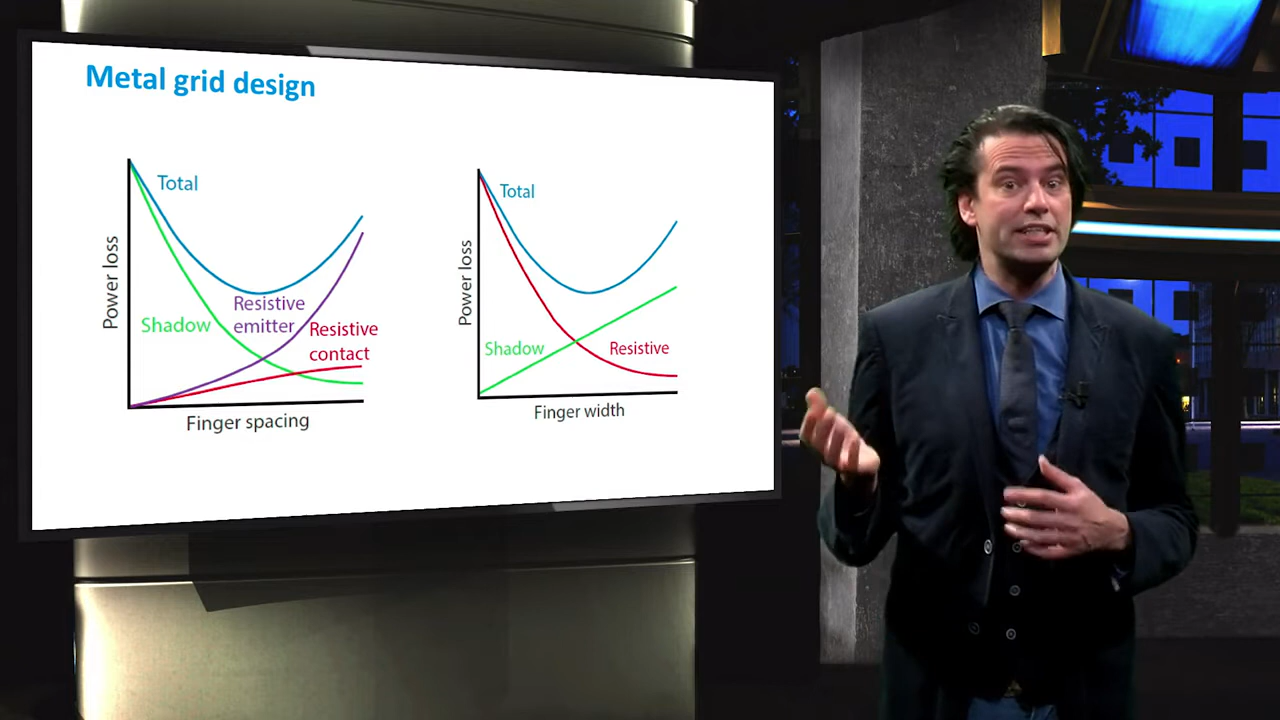 Metal grid design
Total
Shadow
Resistive
emitter
Resistive
contact
Power loss
Finger spacing
Total
Shadow
Resistive
Power loss
Finger width